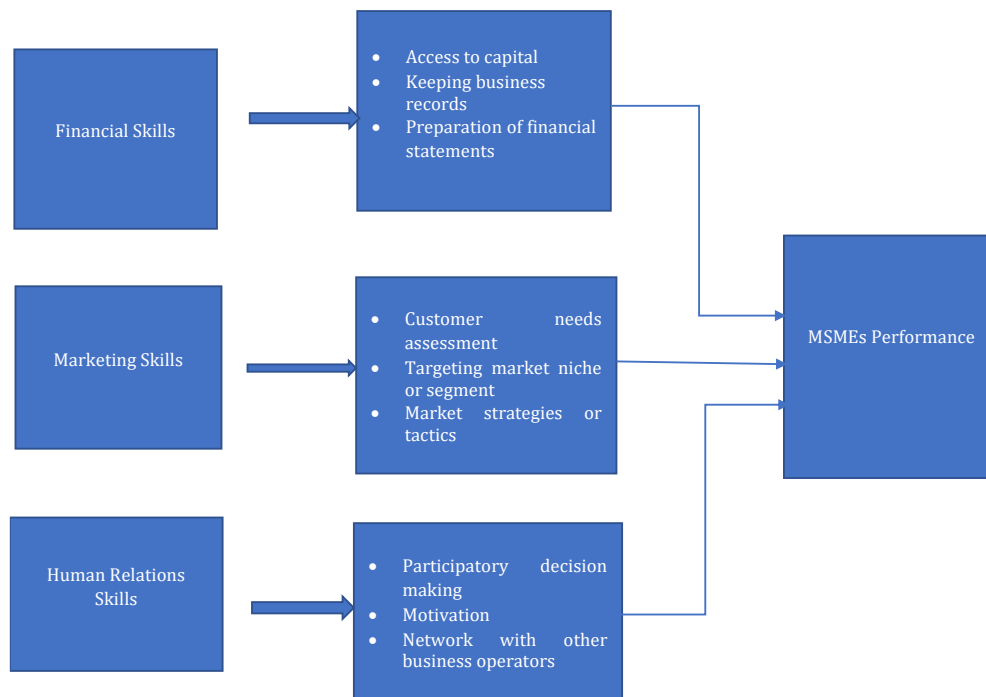 Financial Skills
• Access to capital
• Keeping business
records
• Preparation of financial
statements
Marketing Skills
• Customer needs
assessment
• Targeting market niche
or segment
• Market strategies or
tactics
MSMEs Performance
Human Relations
Skills
• Participatory decision
making
• Motivation
• Network with other
business operators